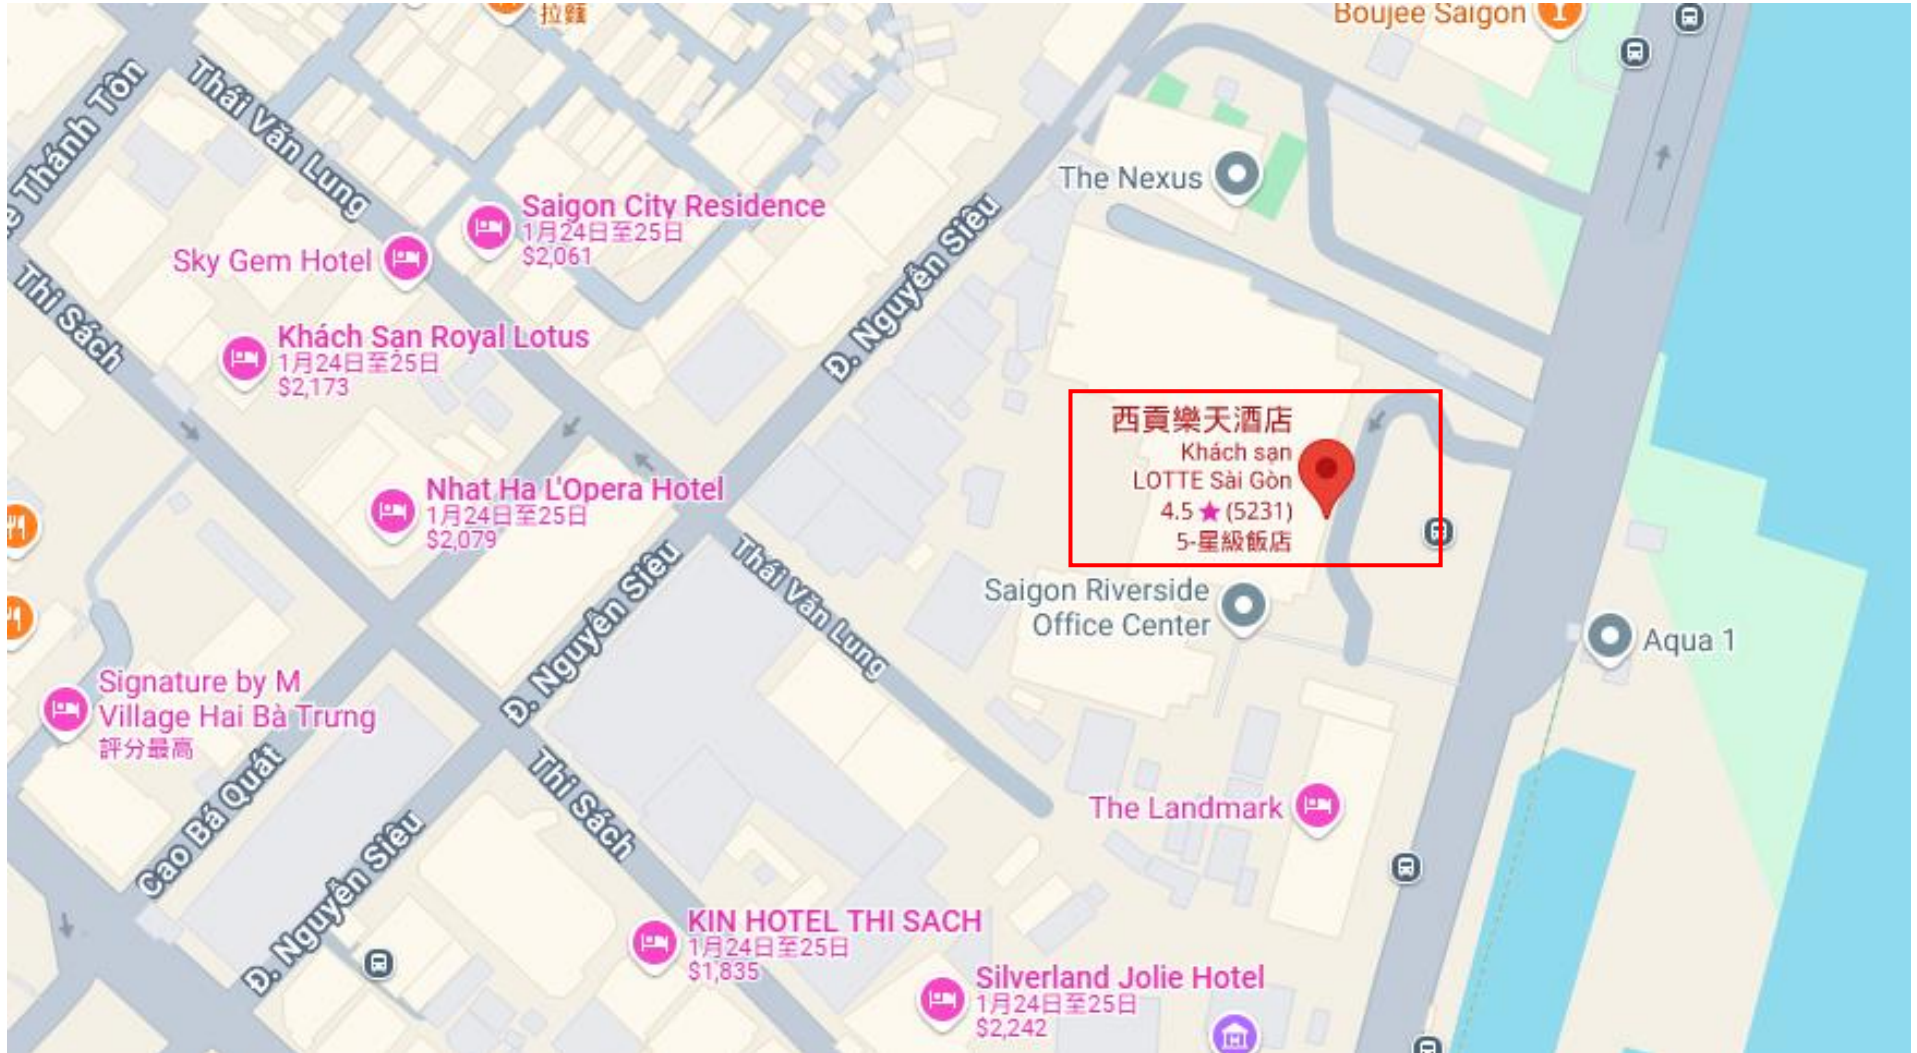 拉麵
Boujee Saigon
Thái Văn Lung
Thánh Tôn
The Nexus
Saigon City Residence
1月24日至25日
$2,061
Đ. Nguyễn Siêu
Sky Gem Hotel
Thi Sách
Khách Sạn Royal Lotus
1月24日至25日
$2,173
西貢樂天酒店
Khách sạn
LOTTE Sài Gòn
4.5 ★ (5231)
5-星級飯店
Nhat Ha L'Opera Hotel
1月24日至25日
$2,079
Thái Văn Lung
Đ. Nguyễn Siêu
Saigon Riverside
Office Center
Aqua 1
Signature by M
Village Hai Bà Trưng
評分最高
Cao Bá Quát
Thi Sách
The Landmark
Đ. Nguyễn Siêu
KIN HOTEL THI SACH
1月24日至25日
$1,835
Silverland Jolie Hotel
1月24日至25日
$2,242